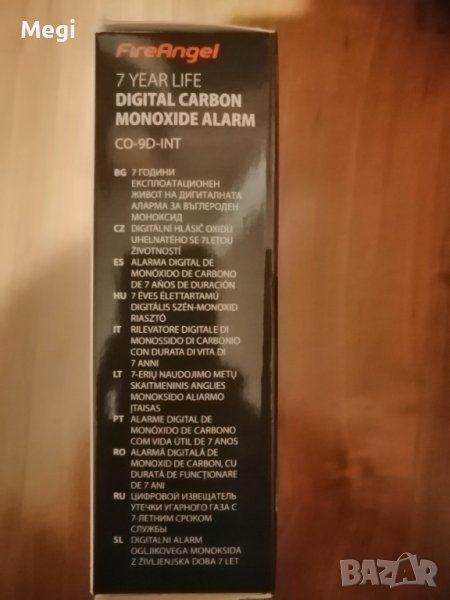 Megi
FireAngel
7 YEAR LIFE
DIGITAL CARBON
MONOXIDE ALARM
CO-9D-INT
BG 7 ГОДИНИ
ЕКСПЛОАТАЦИОНЕН
ЖИВОТ НА ДИГИТАЛНАТА
АЛАРМА ЗА ВЪГЛЕРОДЕН
МОНОКСИД
CZ DIGITÁLNÍ HLÁSIČ OXIDU
UHELNATÉHO SE 7LETOU
ŽIVOTNOSTÍ
ES ALARMA DIGITAL DE
MONÓXIDO DE CARBONO
DE 7 AÑOS DE DURACIÓN
HU 7 ÉVES ÉLETTARTAMÚ
DIGITÁLIS SZÉN-MONOXID
RIASZTÓ
IT RILEVATORE DIGITALE DI
MONOSSIDO DI CARBONIO
CON DURATA DI VITA DI
7 ANNI
LT 7-ERIŲ NAUDOJIMO METŲ
SKAITMENINIS ANGLIES
MONOKSIDO ALIARMO
ĮTAISAS
PT ALARME DIGITAL DE
MONÓXIDO DE CARBONO
COM VIDA ÚTIL DE 7 ANOS
RO ALARMĂ DIGITALĂ DE
MONOXID DE CARBON, CU
DURATĂ DE FUNCŢIONARE
DE 7 ANI
RU ЦИФРОВОЙ ИЗВЕЩАТЕЛЬ
УТЕЧКИ УГАРНОГО ГАЗА С
7-ЛЕТНИМ СРОКОМ
СЛУЖБЫ
SL DIGITALNI ALARM
OGLJIKOVEGA MONOKSIDA
Z ŽIVLJENJSKA DOBA 7 LET
BAZAR